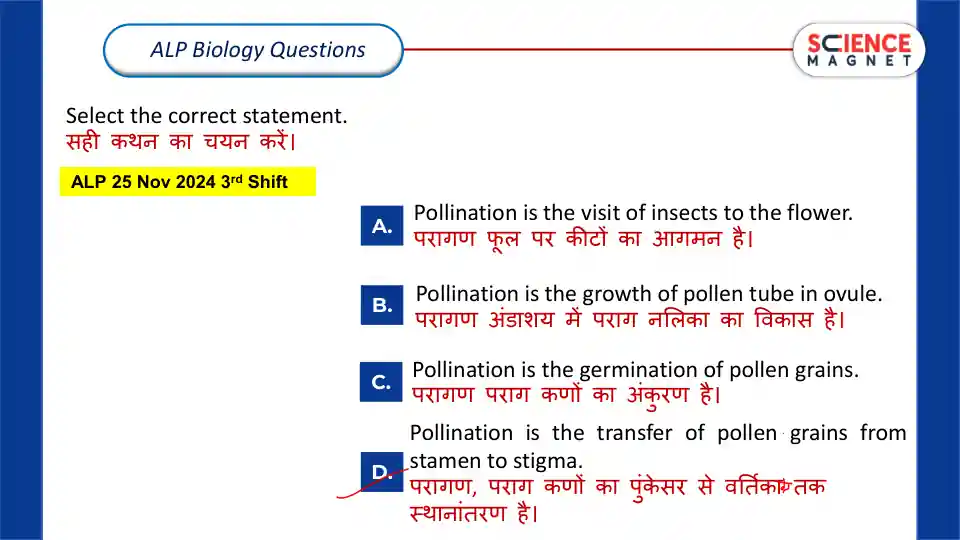 ALP Biology Questions
SCIENCE
MAGNET
Select the correct statement.
सही कथन का चयन करें।
ALP 25 Nov 2024 3rd Shift
A.
Pollination is the visit of insects to the flower.
परागण फूल पर कीटों का आगमन है।
B.
Pollination is the growth of pollen tube in ovule.
परागण अंडाशय में पराग नलिका का विकास है।
C.
Pollination is the germination of pollen grains.
परागण पराग कणों का अंकुरण है।
D.
Pollination is the transfer of pollen grains from
stamen to stigma.
परागण, पराग कणों का पुंकेसर से वर्तिका तक
स्थानांतरण है।